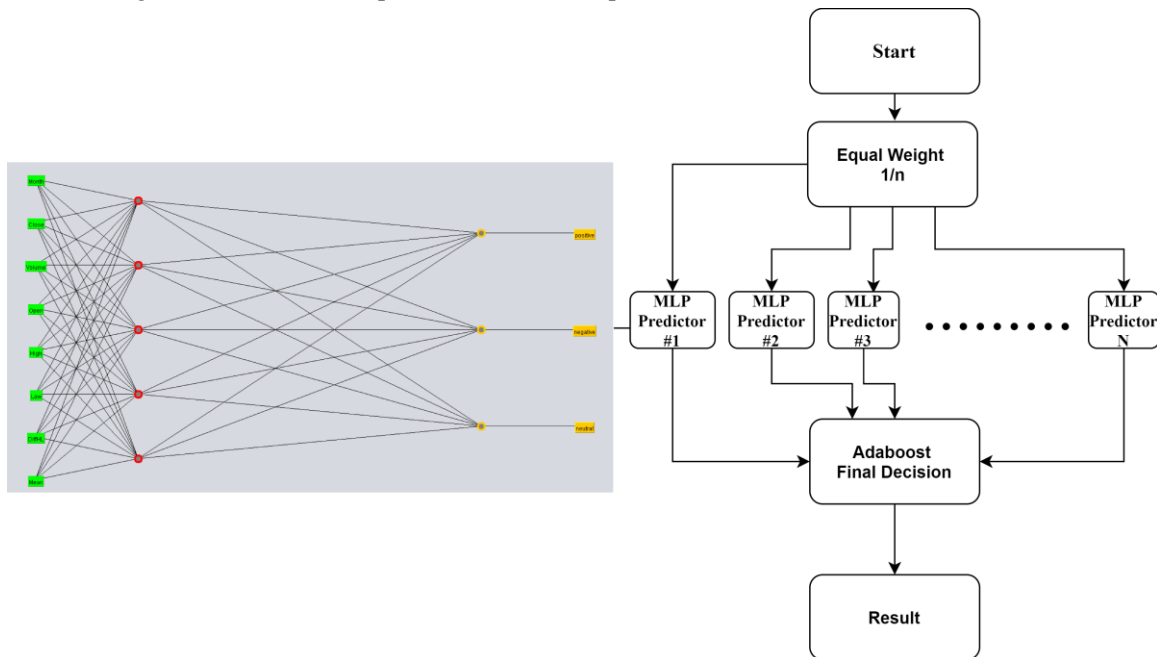 Month
Close
Volume
Open
High
Low
DiffHL
Mean
positive
negative
neutral
Start
Equal Weight
1/n
MLP
Predictor
#1
MLP
Predictor
#2
MLP
Predictor
#3
MLP
Predictor
N
Adaboost
Final Decision
Result